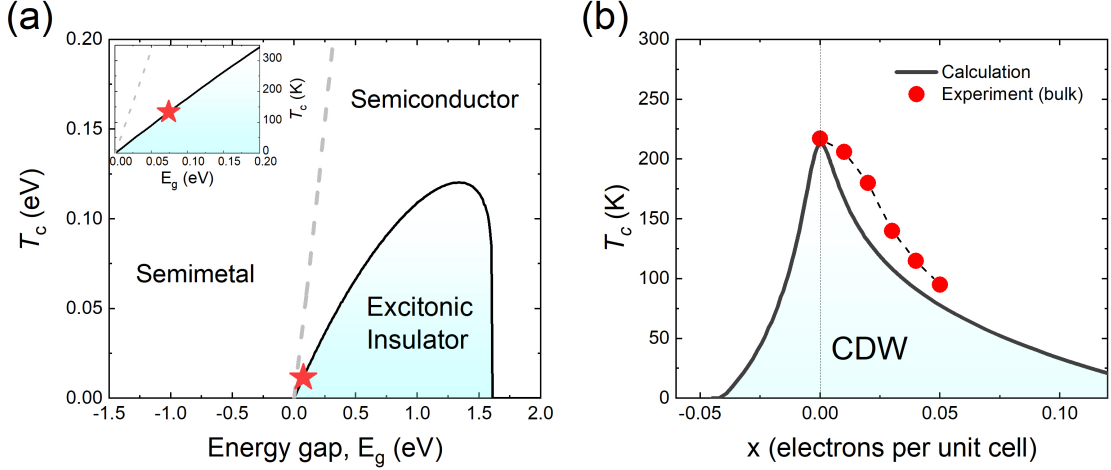 (a)
0.20
0.15
0.10
0.05
0.00
T_c (eV)
-1.5 -1.0 -0.5 0.0 0.5 1.0 1.5 2.0
Energy gap, E_g (eV)
300
200
100
0
T_c (K)
0.00 0.05 0.10 0.15 0.20
E_g (eV)
Semiconductor
Semimetal
Excitonic
Insulator
(b)
300
250
200
150
100
50
0
T_c (K)
Calculation
Experiment (bulk)
CDW
-0.05 0.00 0.05 0.10
x (electrons per unit cell)